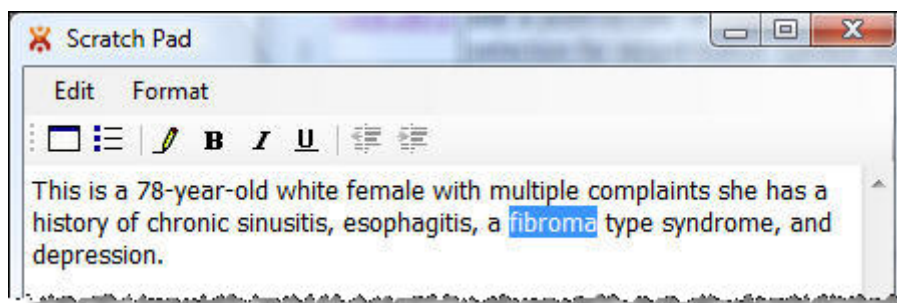 Scratch Pad
Edit Format
B I U
This is a 78-year-old white female with multiple complaints she has a
history of chronic sinusitis, esophagitis, a fibroma type syndrome, and
depression.